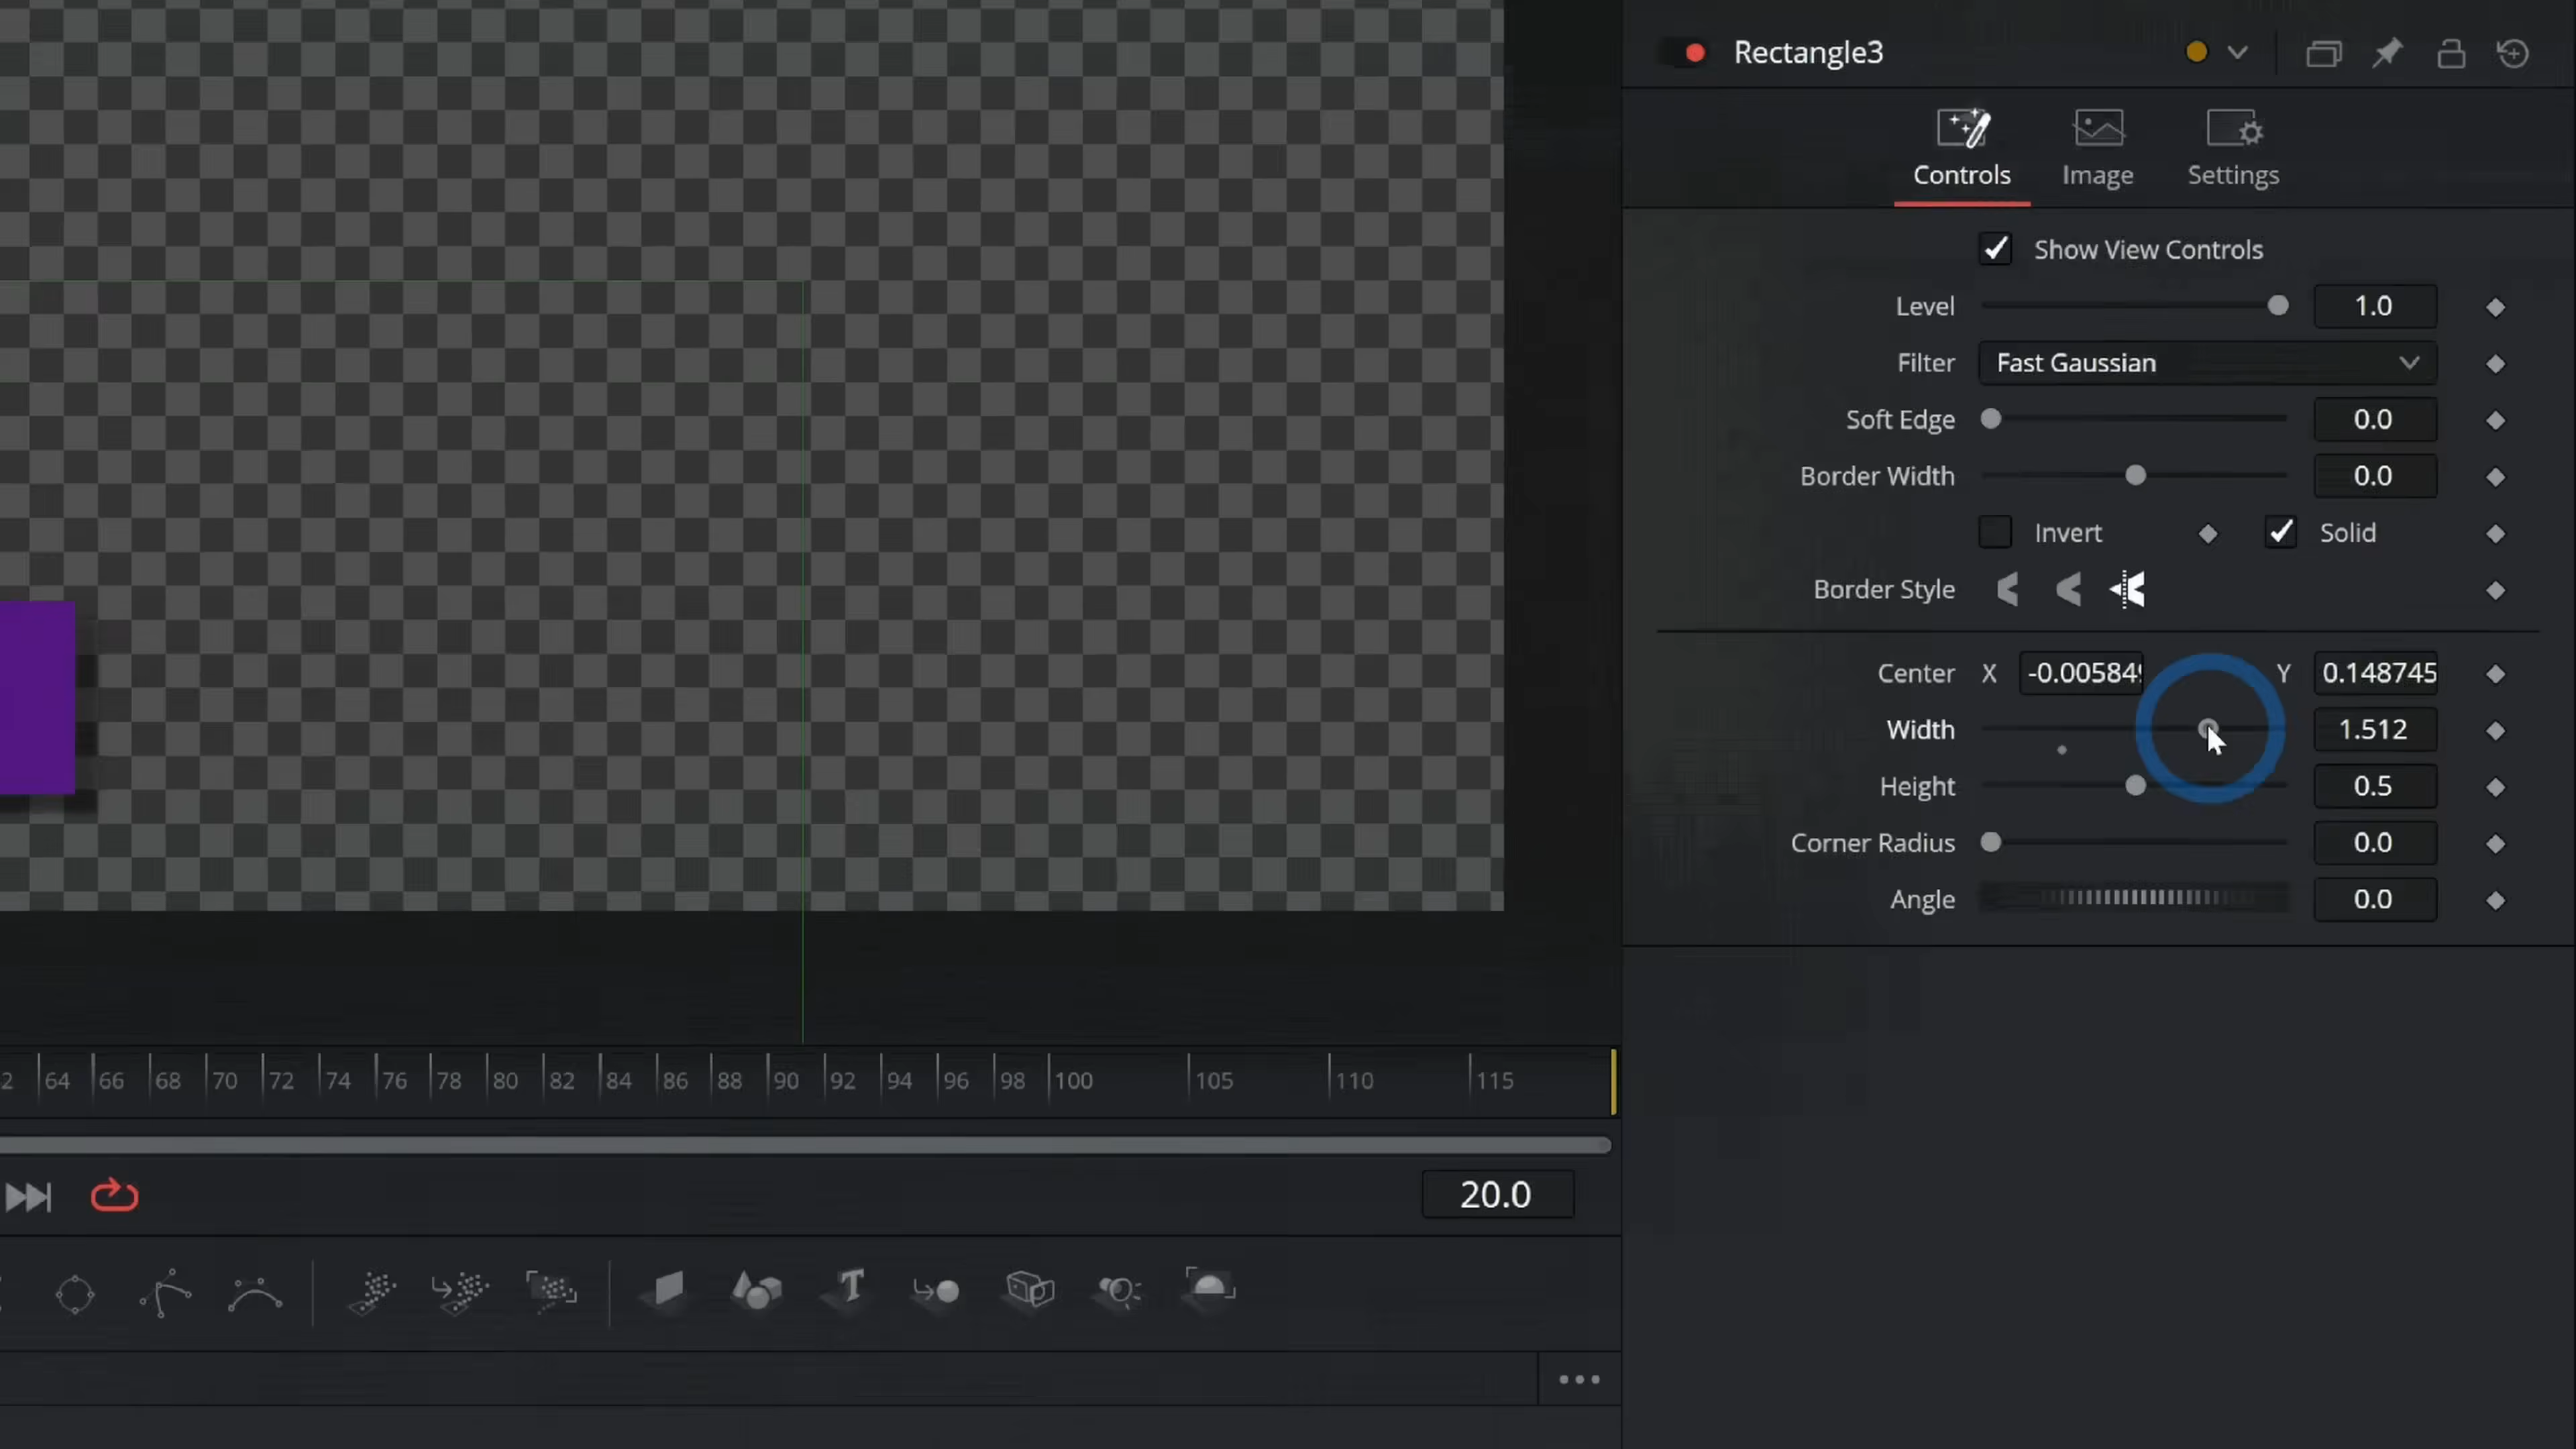 Rectangle3
Controls Image Settings
Show View Controls
Level 1.0
Filter Fast Gaussian
Soft Edge 0.0
Border Width 0.0
Invert Solid
Border Style
Center X -0.00584 Y 0.148745
Width 1.512
Height 0.5
Corner Radius 0.0
Angle 0.0
2 64 66 68 70 72 74 76 78 80 82 84 86 88 90 92 94 96 98 100 105 110 115
20.0